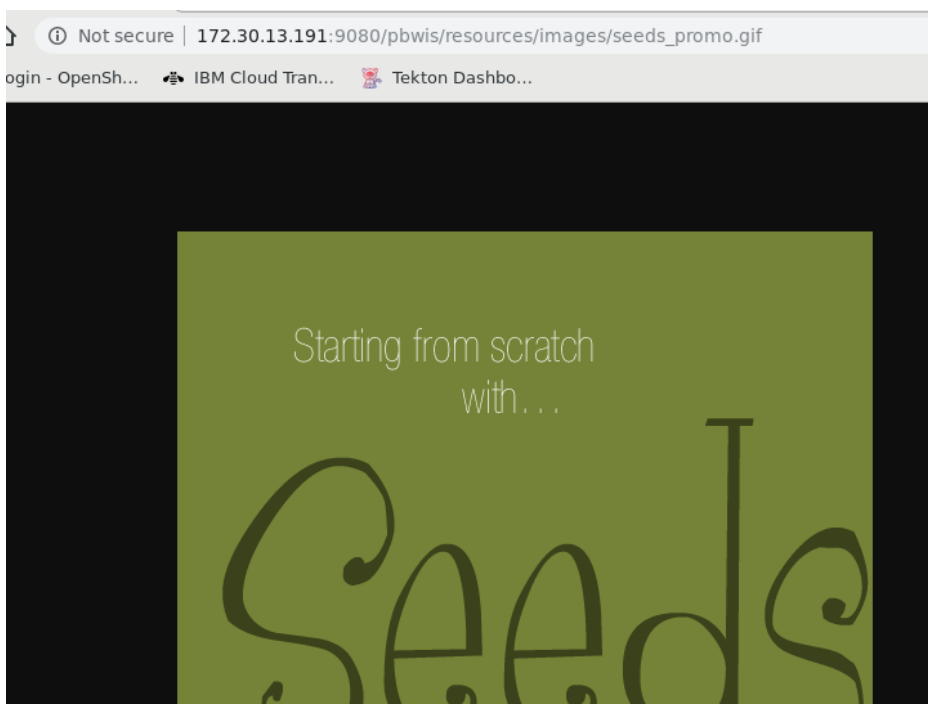 Not secure | 172.30.13.191:9080/pbwis/resources/images/seeds_promo.gif
ogin - OpenSh... IBM Cloud Tran... Tekton Dashbo...
Starting from scratch
with...
Seeds